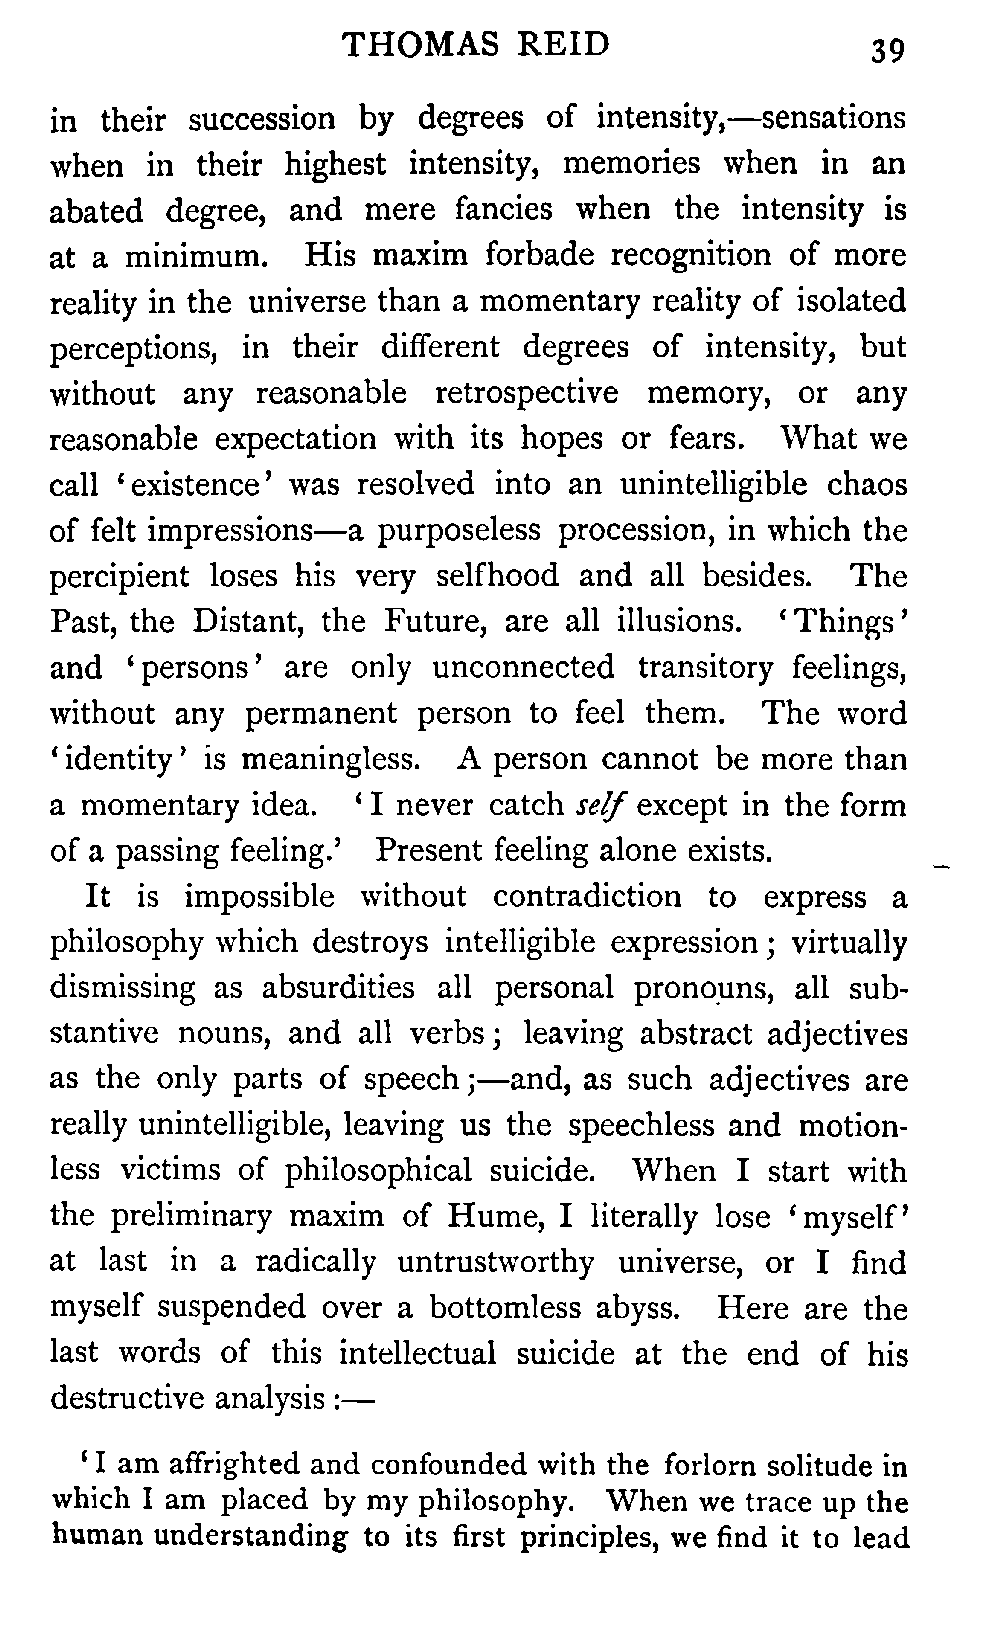 THOMAS REID 39
in their succession by degrees of intensity,—sensations
when in their highest intensity, memories when in an
abated degree, and mere fancies when the intensity is
at a minimum. His maxim forbade recognition of more
reality in the universe than a momentary reality of isolated
perceptions, in their different degrees of intensity, but
without any reasonable retrospective memory, or any
reasonable expectation with its hopes or fears. What we
call ‘existence’ was resolved into an unintelligible chaos
of felt impressions—a purposeless procession, in which the
percipient loses his very selfhood and all besides. The
Past, the Distant, the Future, are all illusions. ‘Things’
and ‘persons’ are only unconnected transitory feelings,
without any permanent person to feel them. The word
‘identity’ is meaningless. A person cannot be more than
a momentary idea. ‘I never catch self except in the form
of a passing feeling.’ Present feeling alone exists.
It is impossible without contradiction to express a
philosophy which destroys intelligible expression; virtually
dismissing as absurdities all personal pronouns, all sub-
stantive nouns, and all verbs; leaving abstract adjectives
as the only parts of speech;—and, as such adjectives are
really unintelligible, leaving us the speechless and motion-
less victims of philosophical suicide. When I start with
the preliminary maxim of Hume, I literally lose ‘myself’
at last in a radically untrustworthy universe, or I find
myself suspended over a bottomless abyss. Here are the
last words of this intellectual suicide at the end of his
destructive analysis:—
‘I am affrighted and confounded with the forlorn solitude in
which I am placed by my philosophy. When we trace up the
human understanding to its first principles, we find it to lead